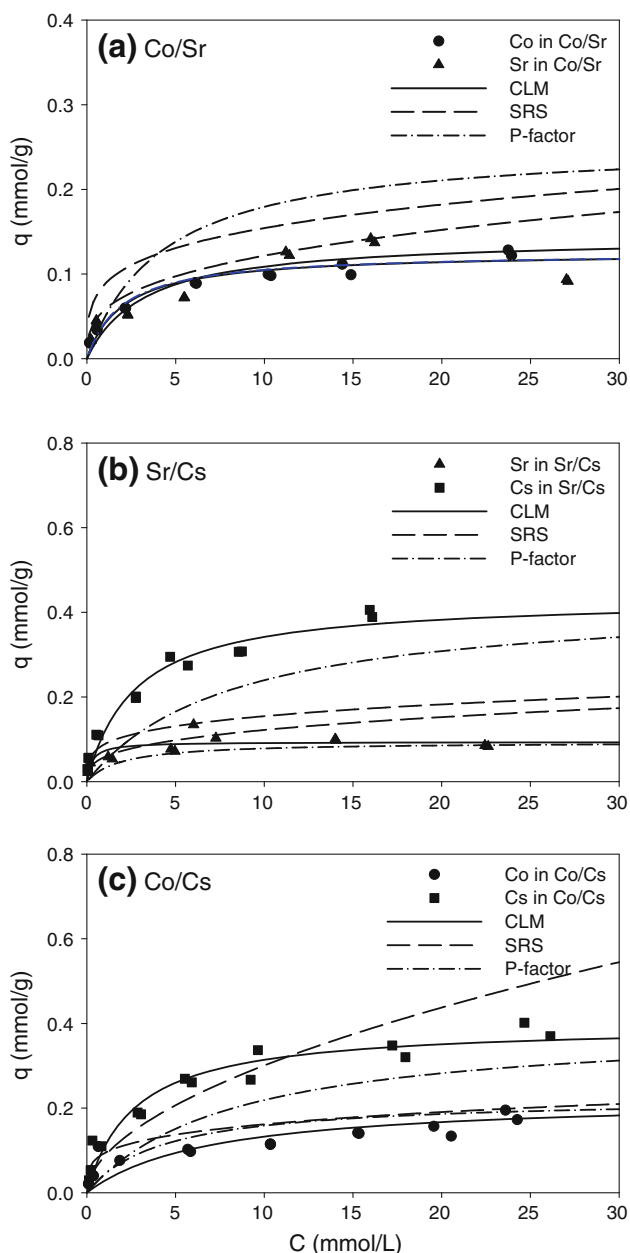 (a) Co/Sr
Co in Co/Sr
Sr in Co/Sr
CLM
SRS
P-factor
q (mmol/g)
0.4
0.3
0.2
0.1
0.0
0 5 10 15 20 25 30
(b) Sr/Cs
Sr in Sr/Cs
Cs in Sr/Cs
CLM
SRS
P-factor
q (mmol/g)
0.8
0.6
0.4
0.2
0.0
0 5 10 15 20 25 30
(c) Co/Cs
Co in Co/Cs
Cs in Co/Cs
CLM
SRS
P-factor
q (mmol/g)
0.8
0.6
0.4
0.2
0.0
0 5 10 15 20 25 30
C (mmol/L)